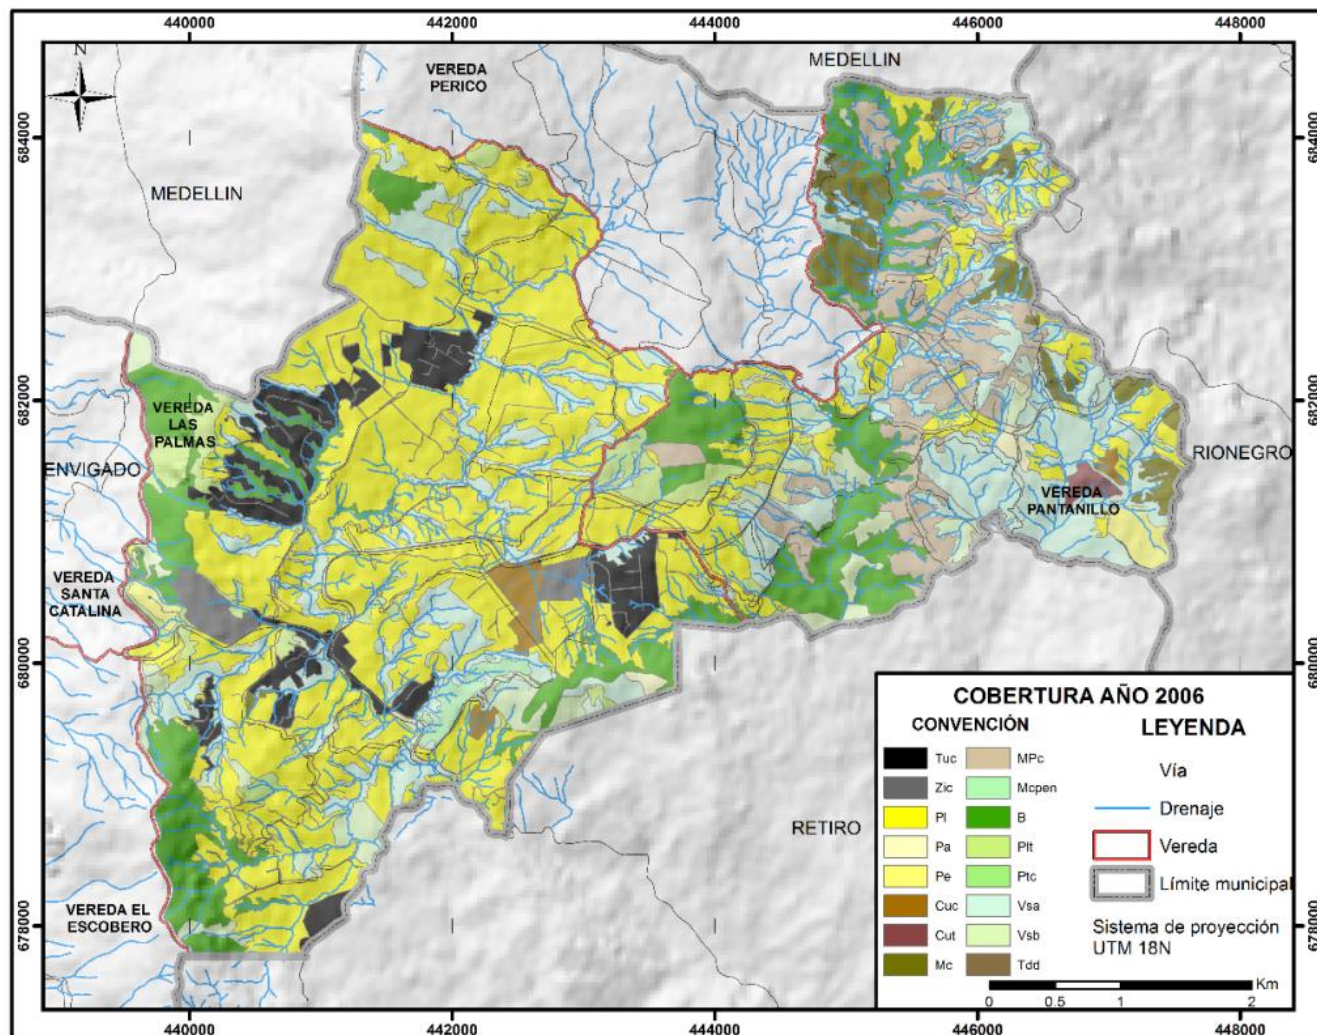 440000 442000 444000 446000 448000
N
684000
682000
680000
678000
684000
682000
680000
678000
MEDELLIN
VEREDA
PERICO
MEDELLIN
VEREDA
LAS
PALMAS
ENVIGADO
RIONEGRO
VEREDA
PANTANILLO
VEREDA
SANTA
CATALINA
RETIRO
VEREDA EL
ESCOBERO
COBERTURA AÑO 2006
CONVENCIÓN
Tuc
Zic
Pl
Pa
Pe
Cuc
Cut
Mc
MPc
Mcpen
B
Plt
Ptc
Vsa
Vsb
Tdd
LEYENDA
Vía
Drenaje
Vereda
Límite municipal
Sistema de proyección
UTM 18N
Km
0 0.5 1 2
440000 442000 444000 446000 448000